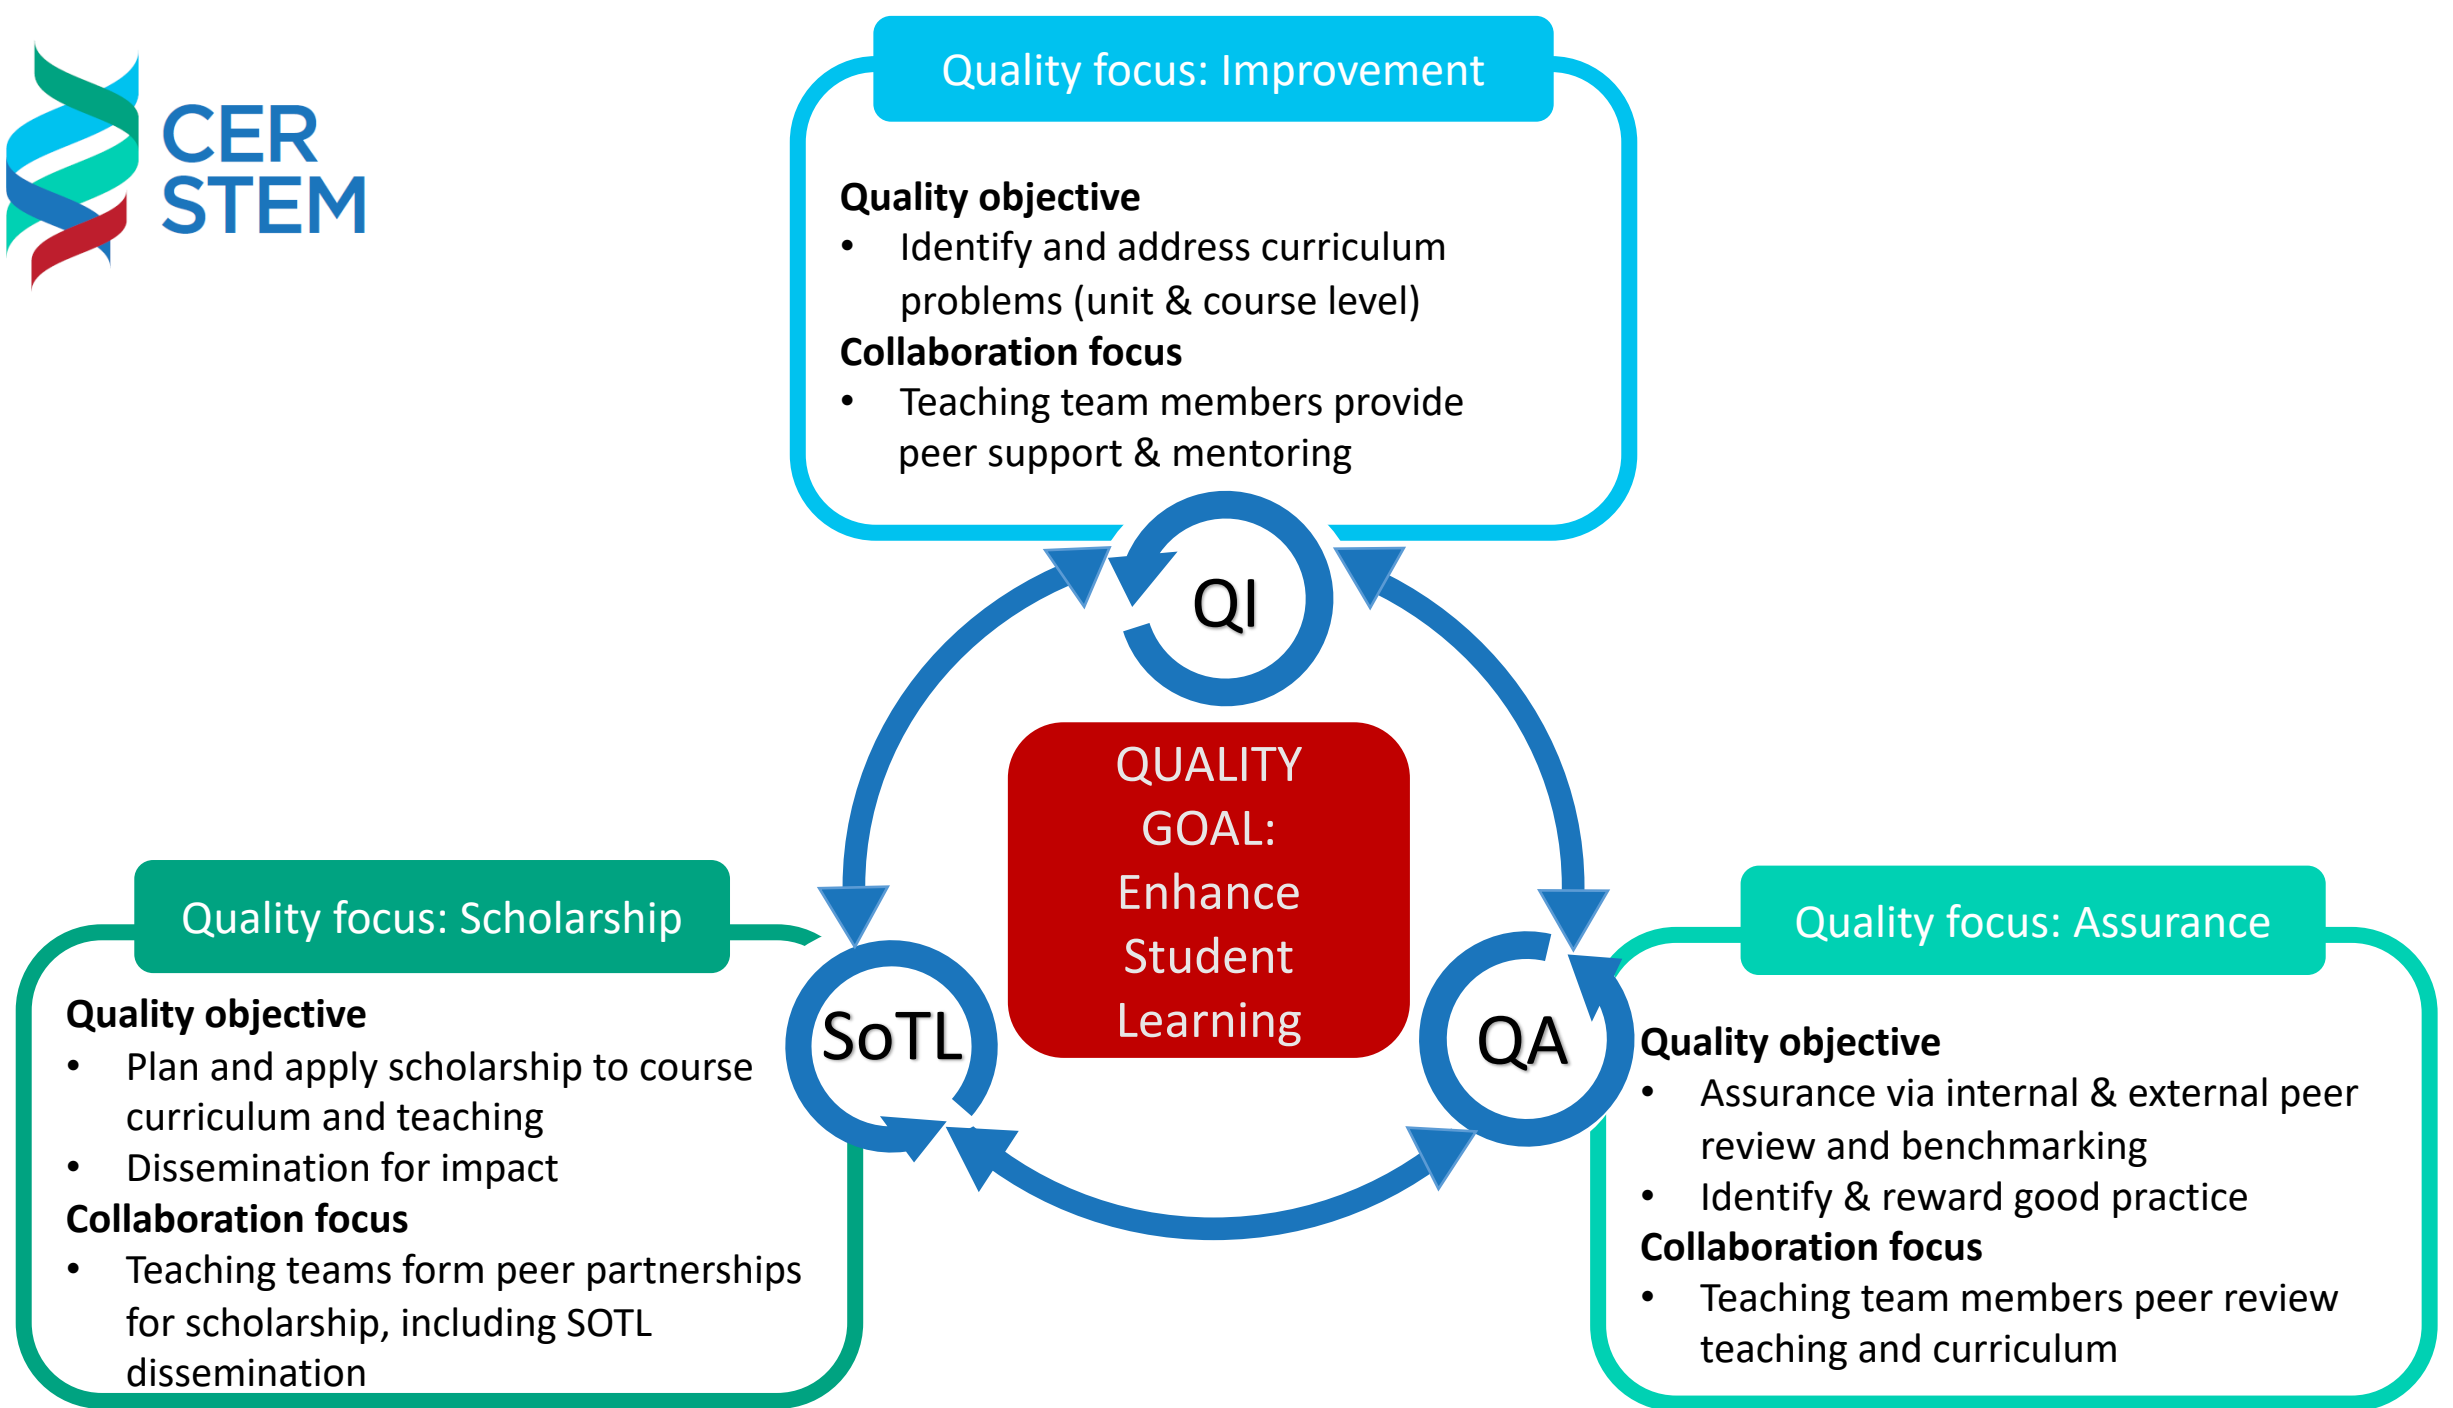 CER
STEM
Quality focus: Improvement
Quality objective
• Identify and address curriculum
problems (unit & course level)
Collaboration focus
• Teaching team members provide
peer support & mentoring
QI
QUALITY
GOAL:
Enhance
Student
Learning
Quality focus: Scholarship
Quality objective
• Plan and apply scholarship to course
curriculum and teaching
• Dissemination for impact
Collaboration focus
• Teaching teams form peer partnerships
for scholarship, including SOTL
dissemination
SoTL
QA
Quality focus: Assurance
Quality objective
• Assurance via internal & external peer
review and benchmarking
• Identify & reward good practice
Collaboration focus
• Teaching team members peer review
teaching and curriculum